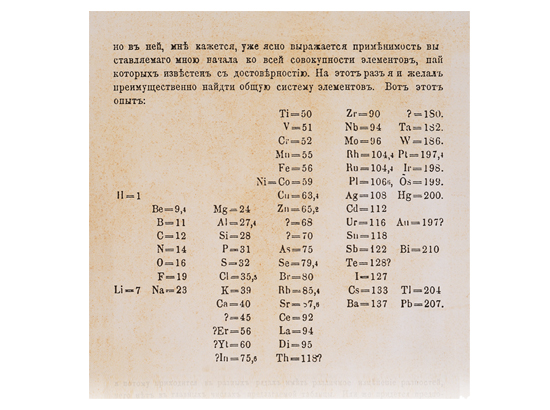 но въ ней, мнѣ кажется, уже ясно выражается примѣнимость вы
ставляемаго мною начала ко всей совокупности элементовъ, пай
которыхъ извѣстенъ съ достовѣрностію. На этотъ разъ я и желалъ
преимущественно найдти общую систему элементовъ. Вотъ этотъ
опытъ:
Ti=50 Zr=90 ?=180.
V=51 Nb=94 Ta=182.
Cr=52 Mo=96 W=186.
Mn=55 Rh=104,4 Pt=197,4
Fe=56 Ru=104,4 Ir=198.
Ni=Co=59 Pl=106,6, Os=199.
H=1 Cu=63,4 Ag=108 Hg=200.
Be=9,4 Mg=24 Zn=65,2 Cd=112
B=11 Al=27,4 ?=68 Ur=116 Au=197?
C=12 Si=28 ?=70 Su=118
N=14 P=31 As=75 Sb=122 Bi=210
O=16 S=32 Se=79,4 Te=128?
F=19 Cl=35,5 Br=80 I=127
Li=7 Na=23 K=39 Rb=85,4 Cs=133 Tl=204
Ca=40 Sr=87,6 Ba=137 Pb=207.
?=45 Ce=92
?Er=56 La=94
?Yt=60 Di=95
?In=75,6 Th=118?